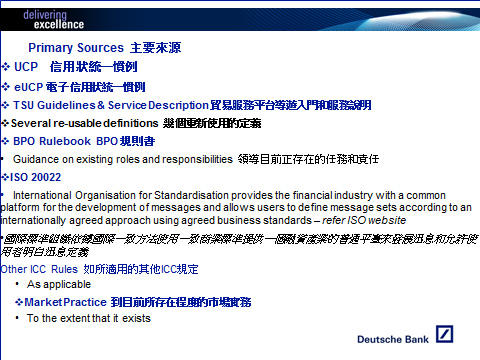 delivering
excellence
Primary Sources 主要來源
❖ UCP 信用狀統一慣例
❖ eUCP 電子信用狀統一慣例
❖ TSU Guidelines & Service Description 貿易服務平台導遊入門和服務說明
❖Several re-usable definitions 幾個重新使用的定義
❖ BPO Rulebook BPO 規則書
• Guidance on existing roles and responsibilities 領導目前正存在的任務和責任
❖ISO 20022
• International Organisation for Standardisation provides the financial industry with a common
platform for the development of messages and allows users to define message sets according to an
internationally agreed approach using agreed business standards – refer ISO website
•國際標準組織依據國際一致方法使用一致商業標準提供一個融資產業的普通平臺來發展迅息和允許使
用者明白迅息定義
Other ICC Rules 如所適用的其他ICC規定
• As applicable
❖Market Practice 到目前所存在程度的市場實務
• To the extent that it exists
Deutsche Bank